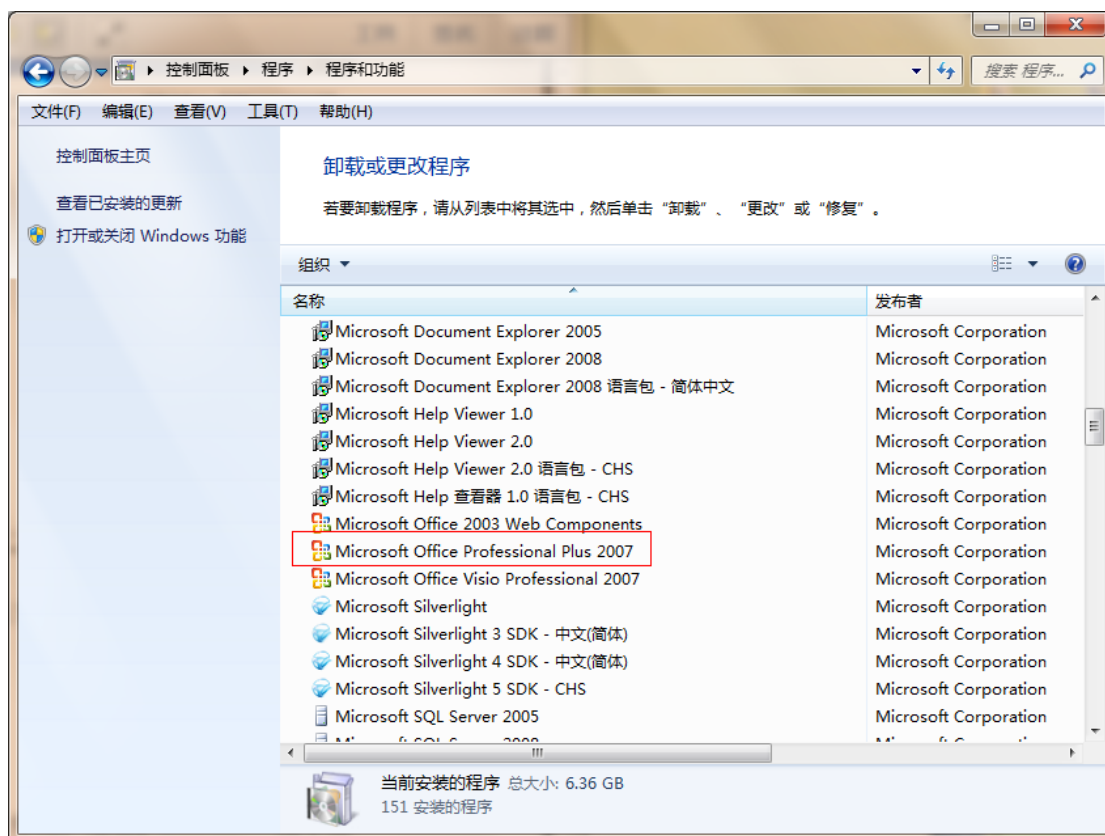 控制面板 程序 程序和功能 搜索 程序...
文件(F) 编辑(E) 查看(V) 工具(T) 帮助(H)
控制面板主页
查看已安装的更新
打开或关闭 Windows 功能
卸载或更改程序
若要卸载程序，请从列表中将其选中，然后单击“卸载”、“更改”或“修复”。
组织
名称 发布者
Microsoft Document Explorer 2005 Microsoft Corporation
Microsoft Document Explorer 2008 Microsoft Corporation
Microsoft Document Explorer 2008 语言包 - 简体中文 Microsoft Corporation
Microsoft Help Viewer 1.0 Microsoft Corporation
Microsoft Help Viewer 2.0 Microsoft Corporation
Microsoft Help Viewer 2.0 语言包 - CHS Microsoft Corporation
Microsoft Help 查看器 1.0 语言包 - CHS Microsoft Corporation
Microsoft Office 2003 Web Components Microsoft Corporation
Microsoft Office Professional Plus 2007 Microsoft Corporation
Microsoft Office Visio Professional 2007 Microsoft Corporation
Microsoft Silverlight Microsoft Corporation
Microsoft Silverlight 3 SDK - 中文(简体) Microsoft Corporation
Microsoft Silverlight 4 SDK - 中文(简体) Microsoft Corporation
Microsoft Silverlight 5 SDK - CHS Microsoft Corporation
Microsoft SQL Server 2005 Microsoft Corporation
当前安装的程序 总大小: 6.36 GB
151 安装的程序